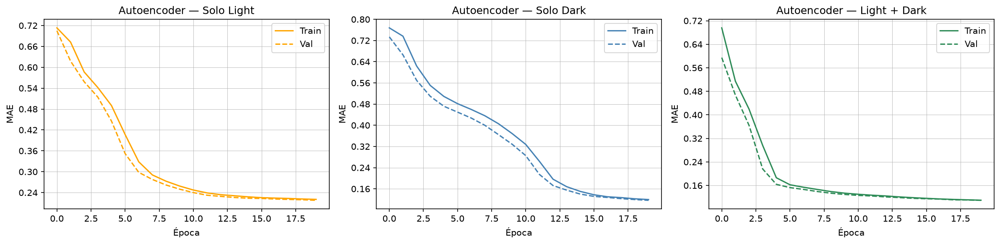 Autoencoder — Solo Light
0.72
0.66
0.60
0.54
0.48
0.42
0.36
0.30
0.24
MAE
0.0 2.5 5.0 7.5 10.0 12.5 15.0 17.5
Época
Train
Val
Autoencoder — Solo Dark
0.80
0.72
0.64
0.56
0.48
0.40
0.32
0.24
0.16
MAE
0.0 2.5 5.0 7.5 10.0 12.5 15.0 17.5
Época
Train
Val
Autoencoder — Light + Dark
0.72
0.64
0.56
0.48
0.40
0.32
0.24
0.16
MAE
0.0 2.5 5.0 7.5 10.0 12.5 15.0 17.5
Época
Train
Val